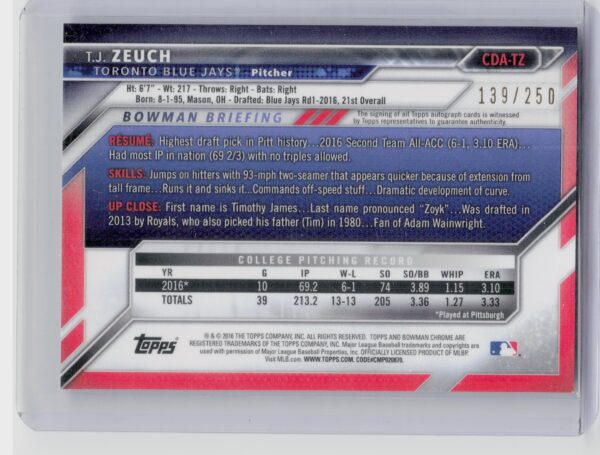 T.J. ZEUCH
CDA-TZ
TORONTO BLUE JAYS® Pitcher
139/250
Ht: 6'7" • Wt: 217 • Throws: Right • Bats: Right
Born: 8-1-95, Mason, OH • Drafted: Blue Jays Rd1-2016, 21st Overall
BOWMAN BRIEFING
The signing of all Topps autograph cards is witnessed
by Topps representatives to guarantee authenticity.
RÉSUMÉ: Highest draft pick in Pitt history...2016 Second Team All-ACC (6-1, 3.10 ERA)...
Had most IP in nation (69 2/3) with no triples allowed.
SKILLS: Jumps on hitters with 93-mph two-seamer that appears quicker because of extension from
tall frame...Runs it and sinks it...Commands off-speed stuff...Dramatic development of curve.
UP CLOSE: First name is Timothy James...Last name pronounced "Zoyk"...Was drafted in
2013 by Royals, who also picked his father (Tim) in 1980...Fan of Adam Wainwright.
COLLEGE PITCHING RECORD
YR G IP W-L SO SO/BB WHIP ERA
2016* 10 69.2 6-1 74 3.89 1.15 3.10
TOTALS 39 213.2 13-13 205 3.36 1.27 3.33
*Played at Pittsburgh
Topps
® & © 2016 THE TOPPS COMPANY, INC. ALL RIGHTS RESERVED. TOPPS AND BOWMAN CHROME ARE
REGISTERED TRADEMARKS OF THE TOPPS COMPANY, INC. Major League Baseball trademarks and copyrights are
used with permission of Major League Baseball Properties, Inc. OFFICIALLY LICENSED PRODUCT OF MLBP.
Visit MLB.com. WWW.TOPPS.COM. CODE#CMP020870.